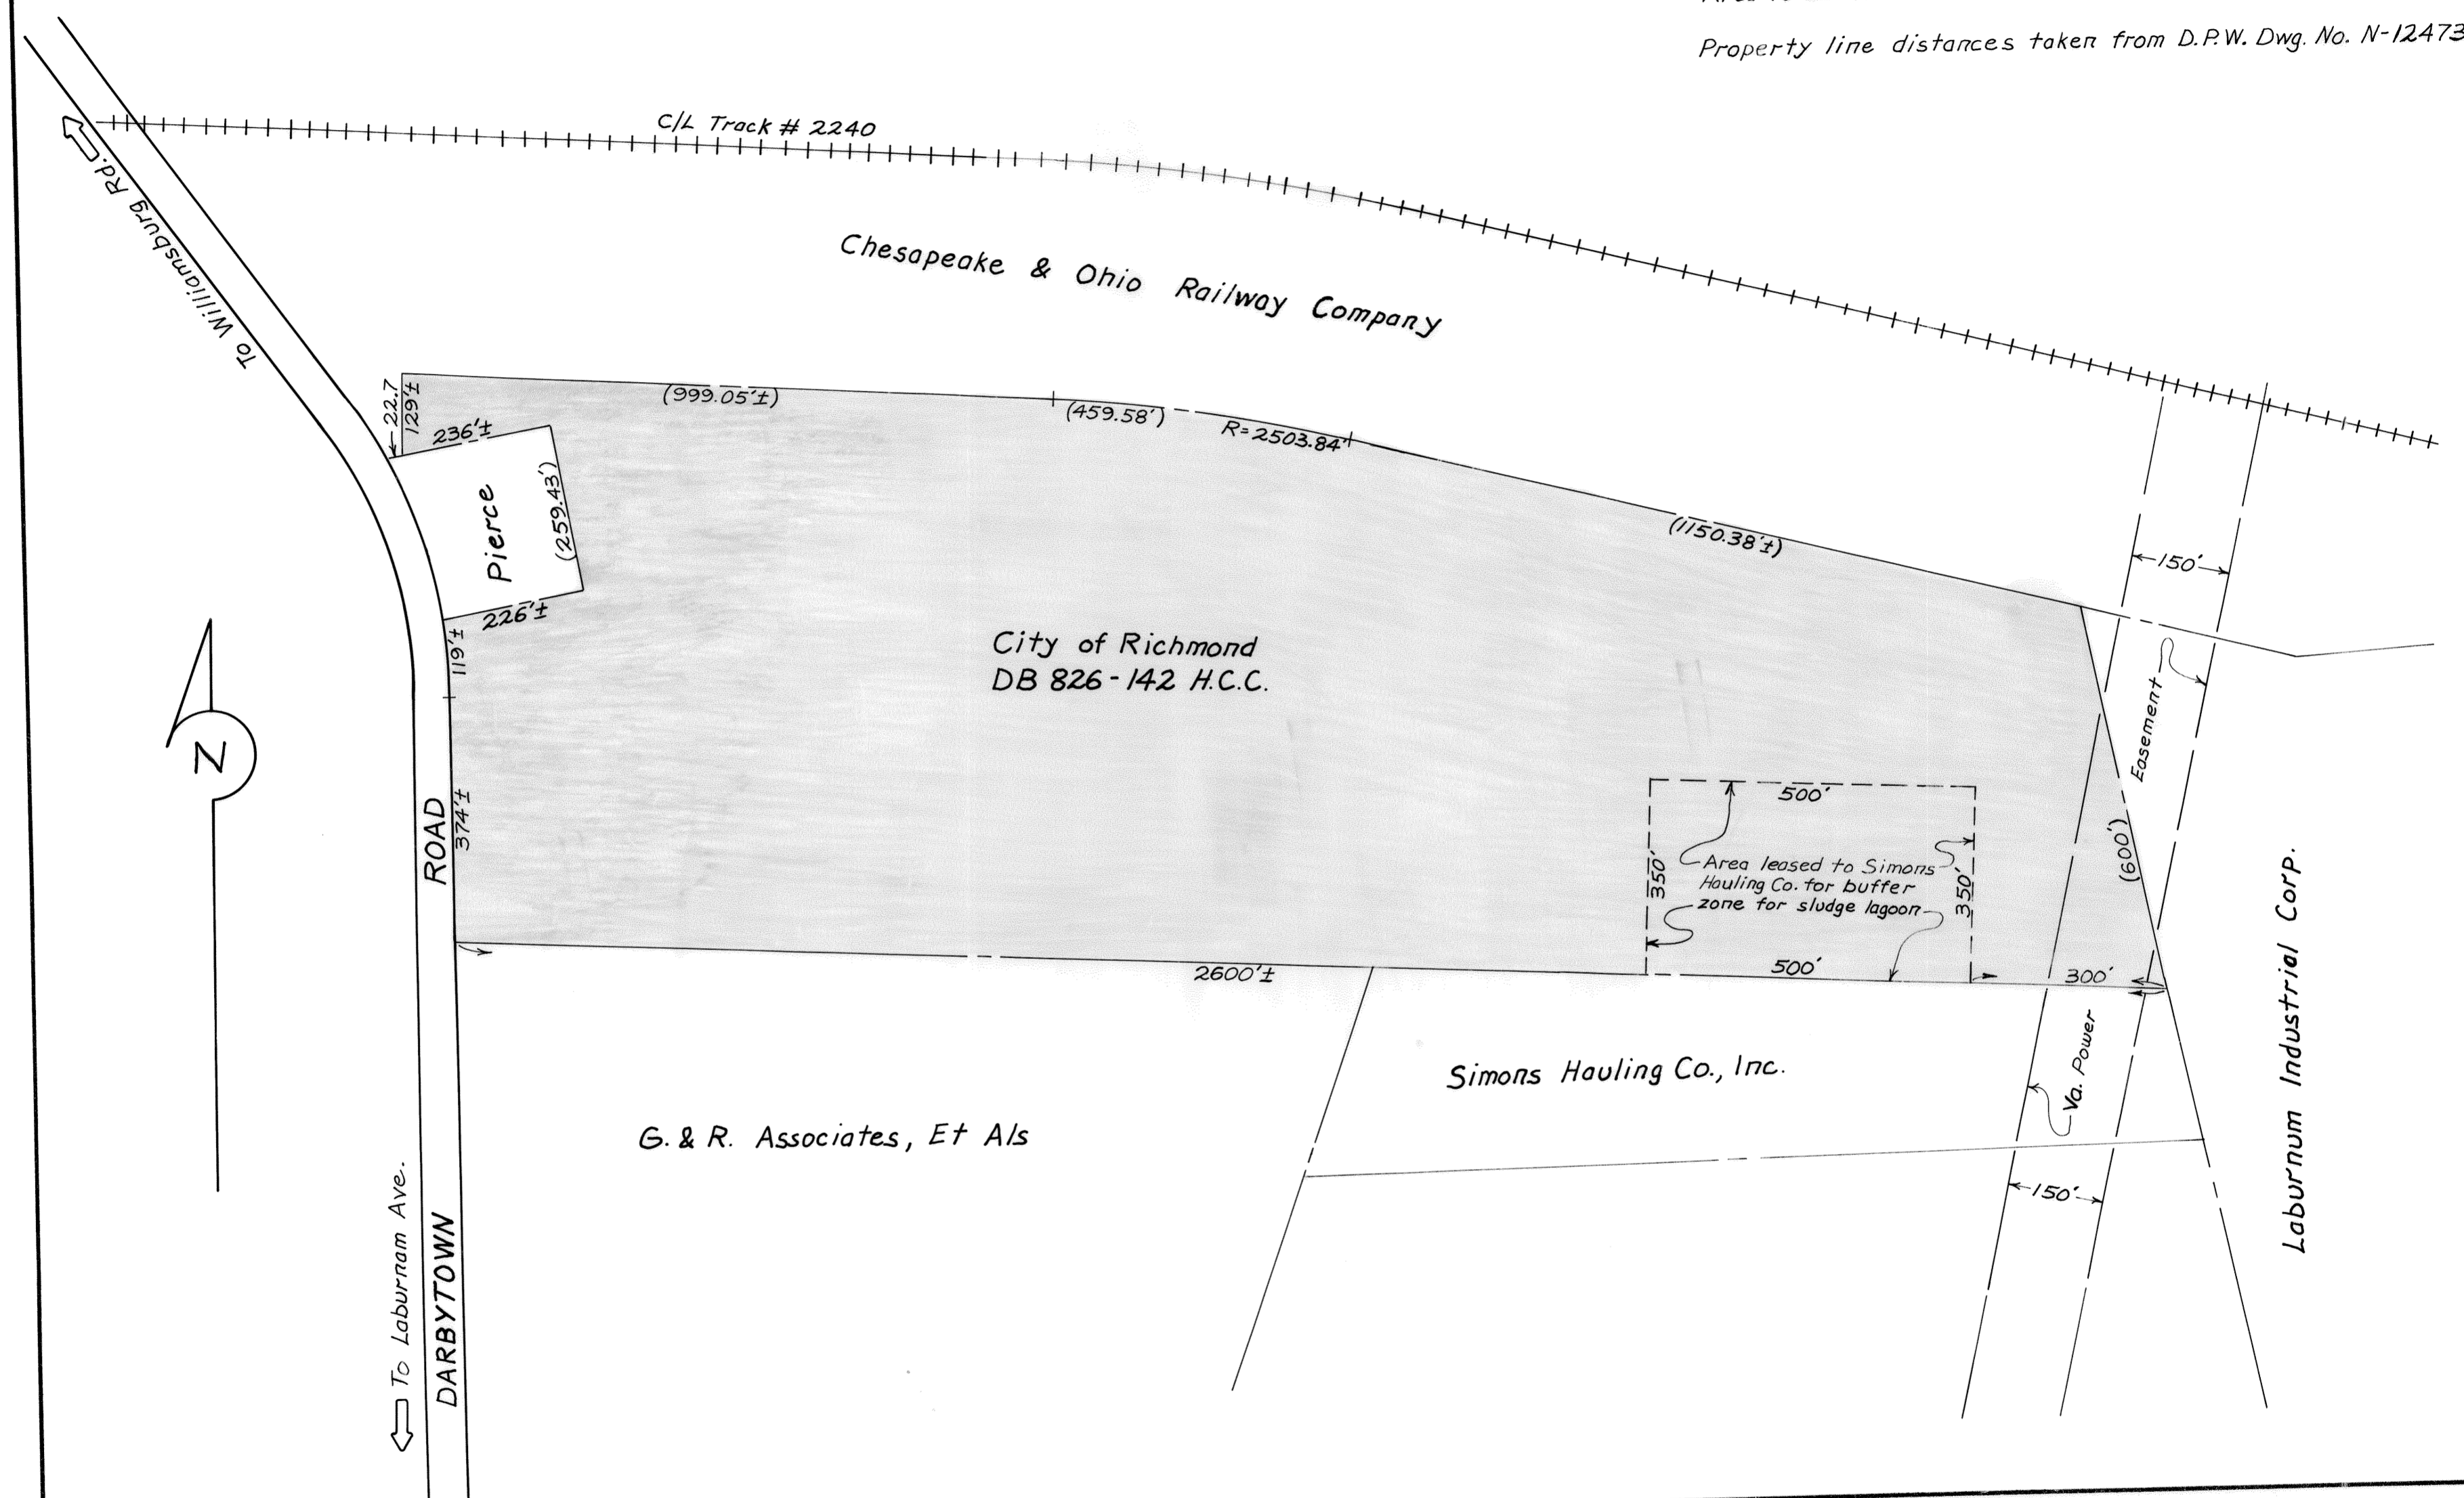 Property line distances taken from D.P.W. Dwg. No. N-12473
C/L Track # 2240
To Williamsburg Rd.
Chesapeake & Ohio Railway Company
22.7
129'±
236'±
(999.05'±)
(459.58')
R=2503.84'
(1150.38'±)
Pierce
(259.43')
226'±
119'±
150'
City of Richmond
DB 826-142 H.C.C.
Easement
N
ROAD
374'±
500'
350'
Area leased to Simons
Hauling Co. for buffer
zone for sludge lagoon
350'
(600')
2600'±
500'
300'
Simons Hauling Co., Inc.
Va. Power
G. & R. Associates, Et Als
150'
Laburnum Industrial Corp.
To Laburnam Ave.
DARBYTOWN